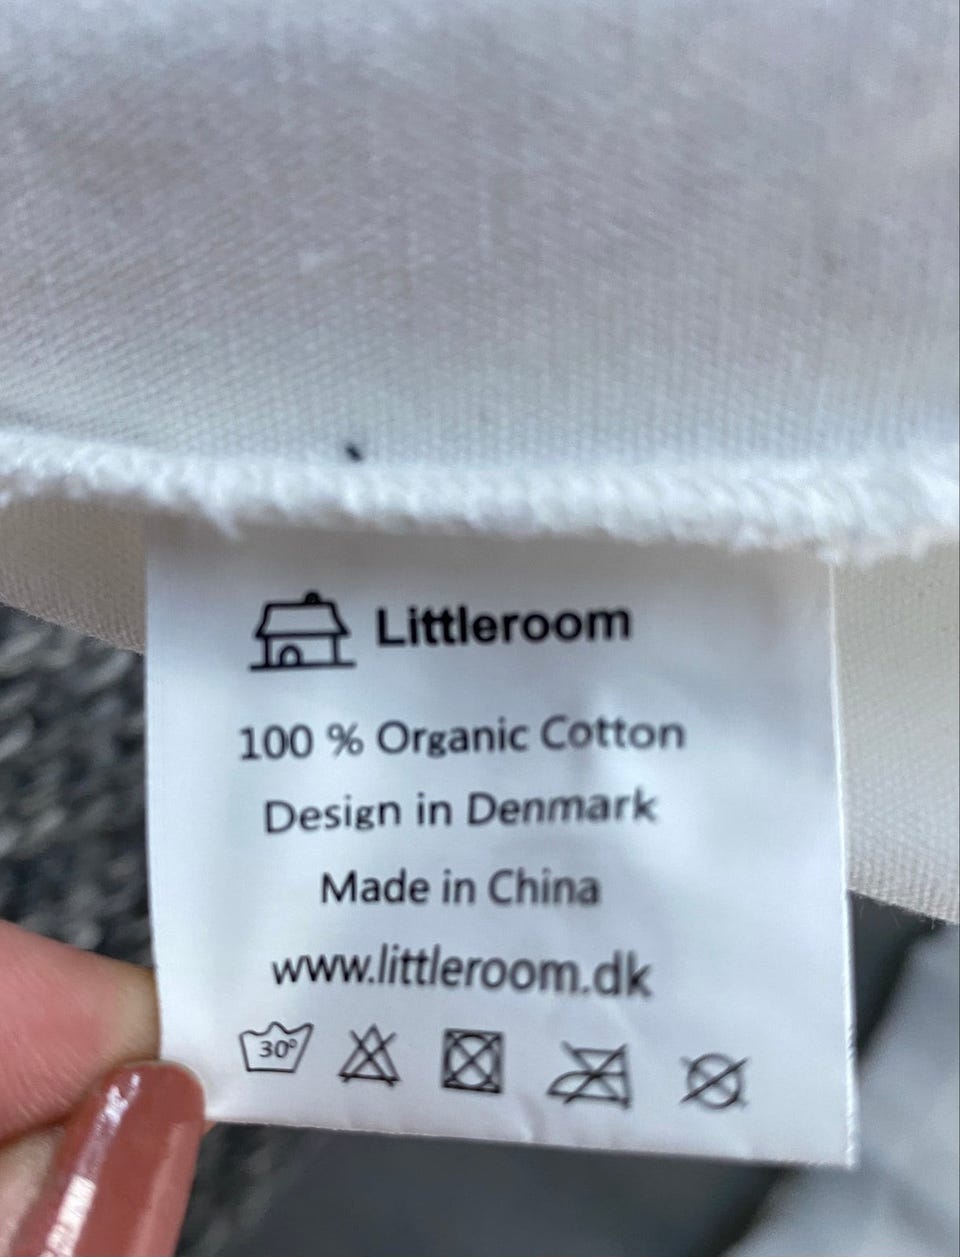 Littleroom
100 % Organic Cotton
Design in Denmark
Made in China
www.littleroom.dk
30°